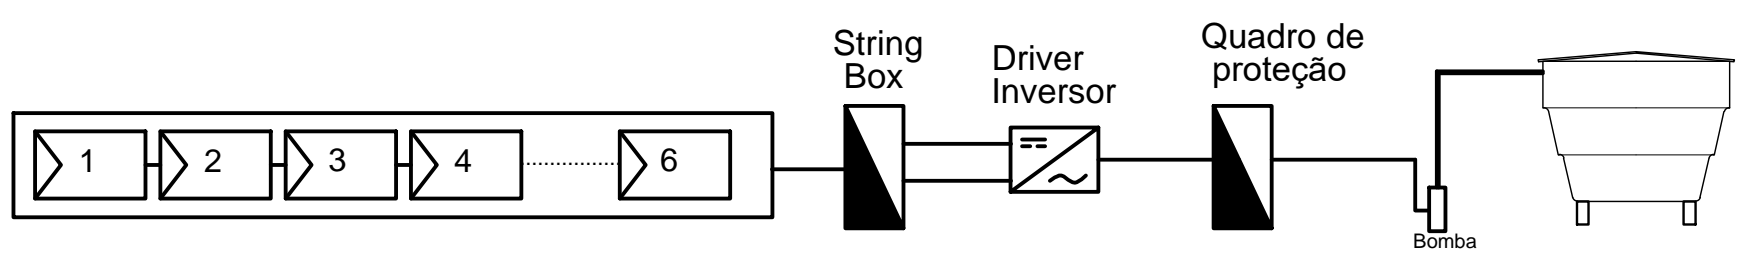 1
2
3
4
6
String
Box
Driver
Inversor
Quadro de
proteção
Bomba